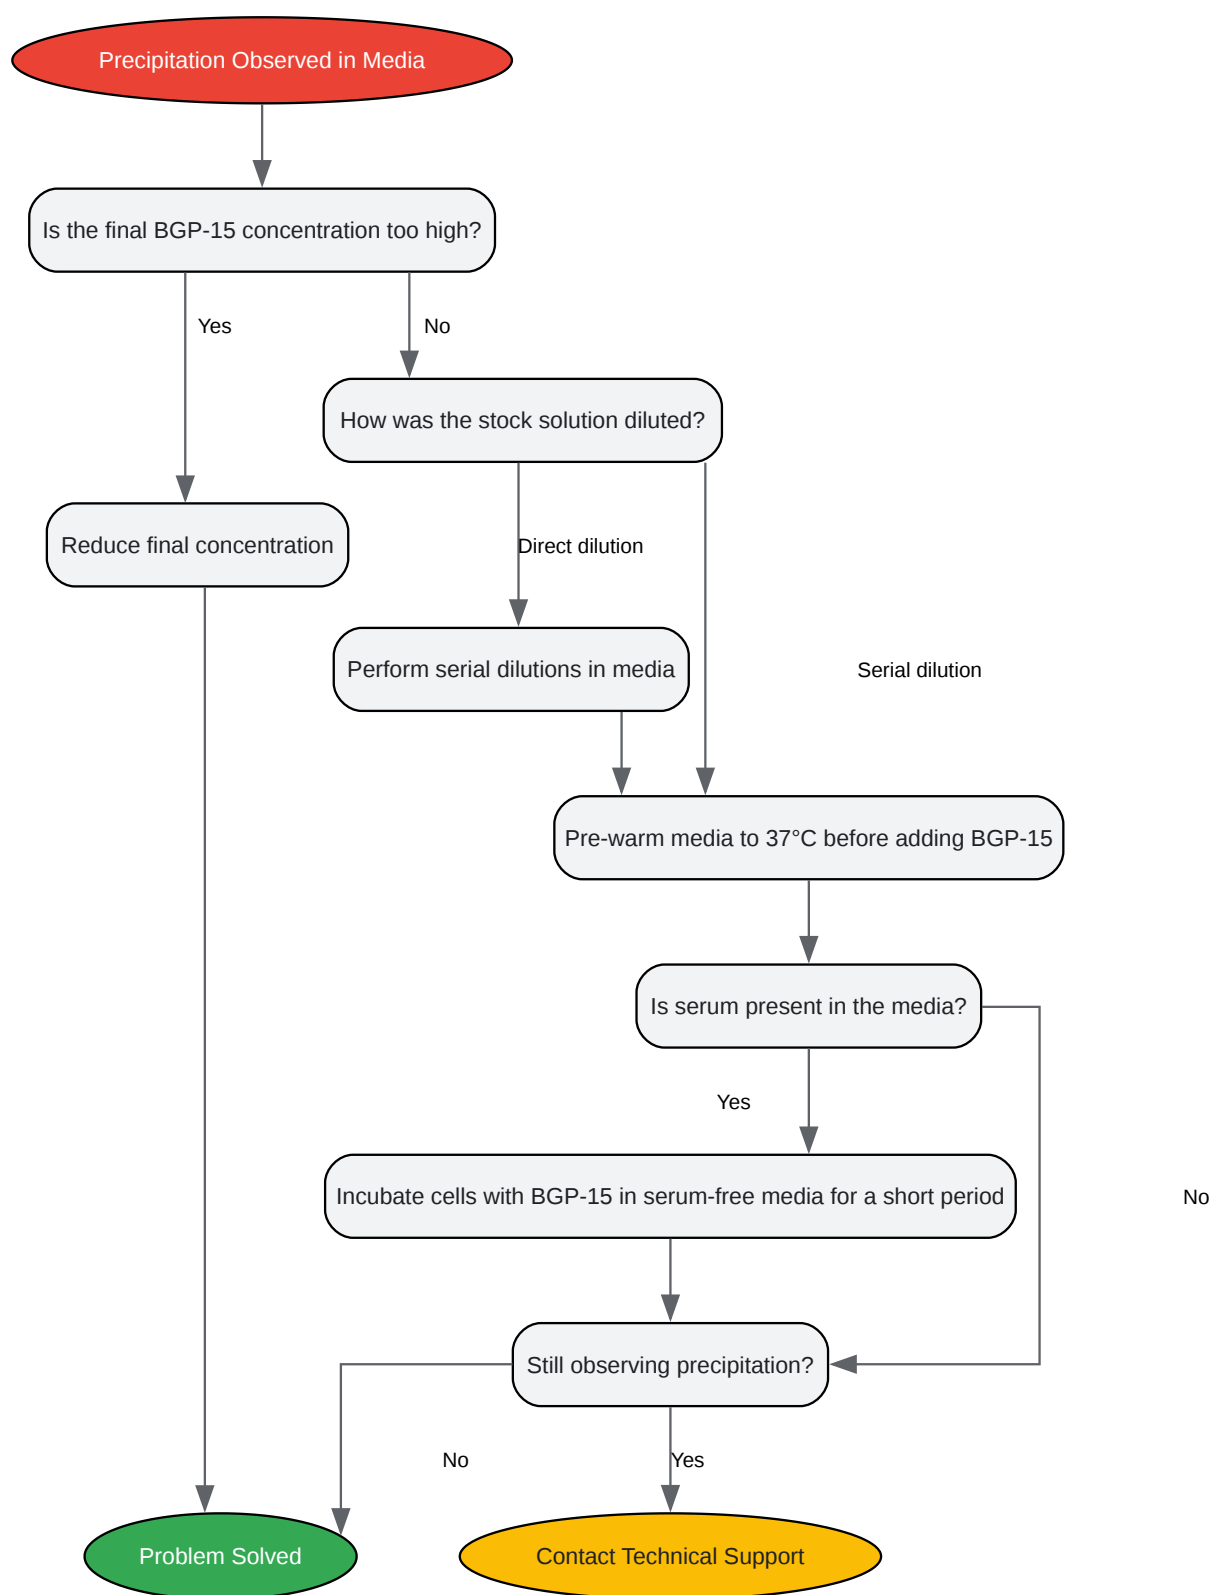 Precipitation Observed in Media
Is the final BGP-15 concentration too high?
Yes
No
How was the stock solution diluted?
Reduce final concentration
Direct dilution
Perform serial dilutions in media
Serial dilution
Pre-warm media to 37°C before adding BGP-15
Is serum present in the media?
Yes
Incubate cells with BGP-15 in serum-free media for a short period
No
Still observing precipitation?
No
Yes
Problem Solved
Contact Technical Support